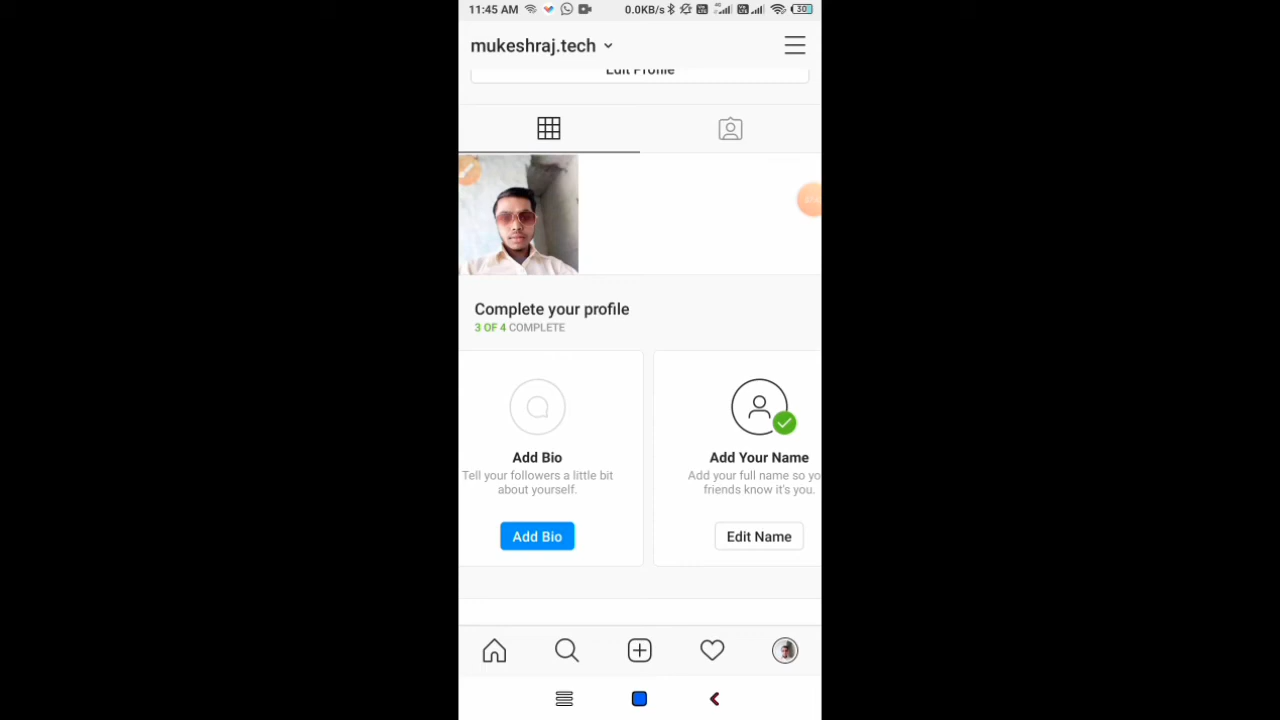 11:45 AM
0.0KB/s
30
mukeshraj.tech
Edit Profile
Complete your profile
3 OF 4 COMPLETE
Add Bio
Tell your followers a little bit
about yourself.
Add Bio
Add Your Name
Add your full name so yo
friends know it's you.
Edit Name